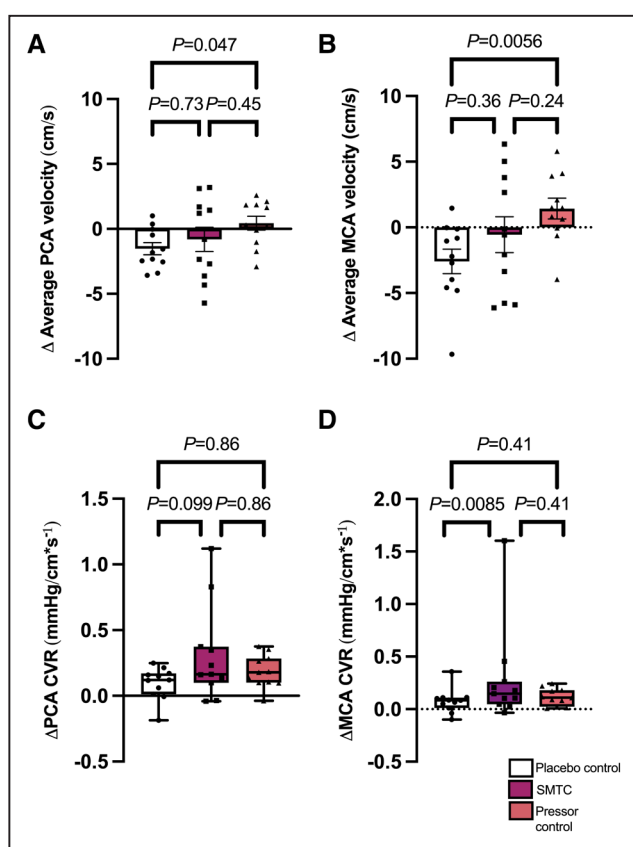 A
P=0.047
P=0.73
P=0.45
10
5
0
-5
-10
Δ Average PCA velocity (cm/s)
B
P=0.0056
P=0.36
P=0.24
10
5
0
-5
-10
Δ Average MCA velocity (cm/s)
C
P=0.86
P=0.099
P=0.86
1.5
1.0
0.5
0.0
-0.5
ΔPCA CVR (mmHg/cm*s⁻¹)
D
P=0.41
P=0.0085
P=0.41
2.0
1.5
1.0
0.5
0.0
-0.5
ΔMCA CVR (mmHg/cm*s⁻¹)
Placebo control
SMTC
Pressor
control